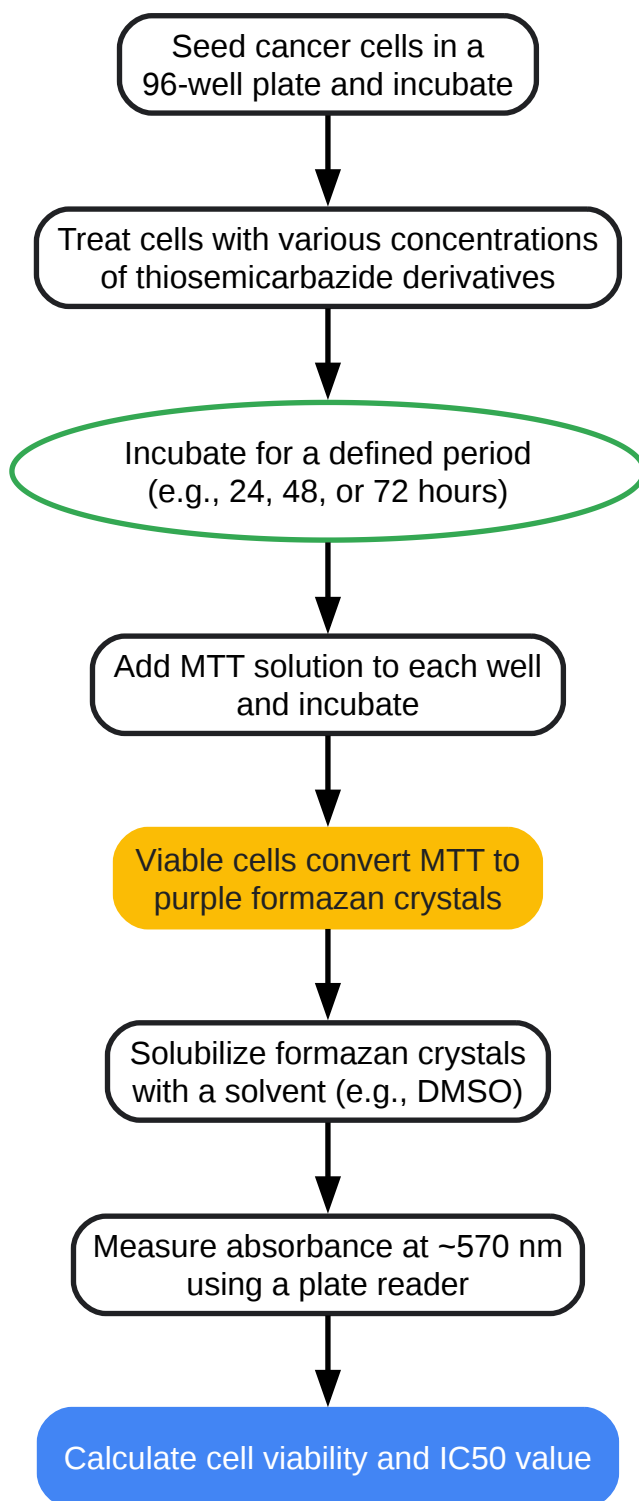 Seed cancer cells in a
96-well plate and incubate
Treat cells with various concentrations
of thiosemicarbazide derivatives
Incubate for a defined period
(e.g., 24, 48, or 72 hours)
Add MTT solution to each well
and incubate
Viable cells convert MTT to
purple formazan crystals
Solubilize formazan crystals
with a solvent (e.g., DMSO)
Measure absorbance at ~570 nm
using a plate reader
Calculate cell viability and IC50 value